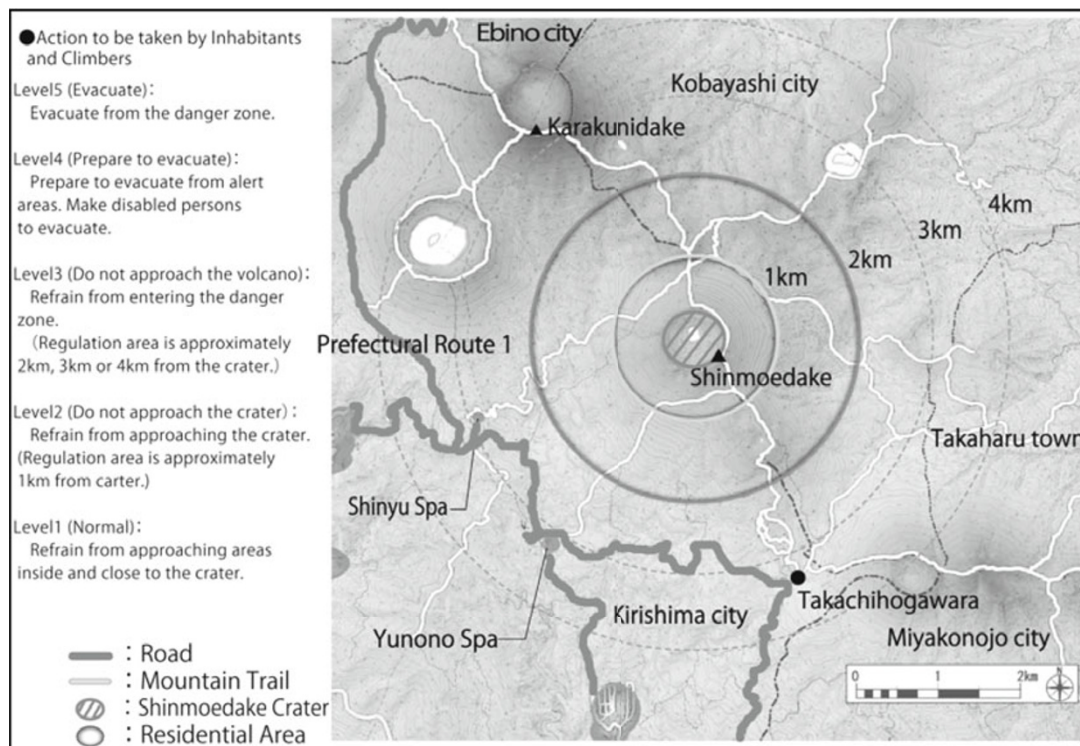 ●Action to be taken by Inhabitants
and Climbers
Level5 (Evacuate):
Evacuate from the danger zone.
Level4 (Prepare to evacuate):
Prepare to evacuate from alert
areas. Make disabled persons
to evacuate.
Level3 (Do not approach the volcano):
Refrain from entering the danger
zone.
(Regulation area is approximately
2km, 3km or 4km from the crater.)
Level2 (Do not approach the crater):
Refrain from approaching the crater.
(Regulation area is approximately
1km from carter.)
Level1 (Normal):
Refrain from approaching areas
inside and close to the crater.
: Road
: Mountain Trail
: Shinmoedake Crater
: Residential Area
Ebino city
Kobayashi city
Karakunidake
4km
3km
2km
1km
Prefectural Route 1
Shinmoedake
Takaharu town
Shinyu Spa
Takachihogawara
Kirishima city
Yunono Spa
Miyakonojo city
0 1 2km